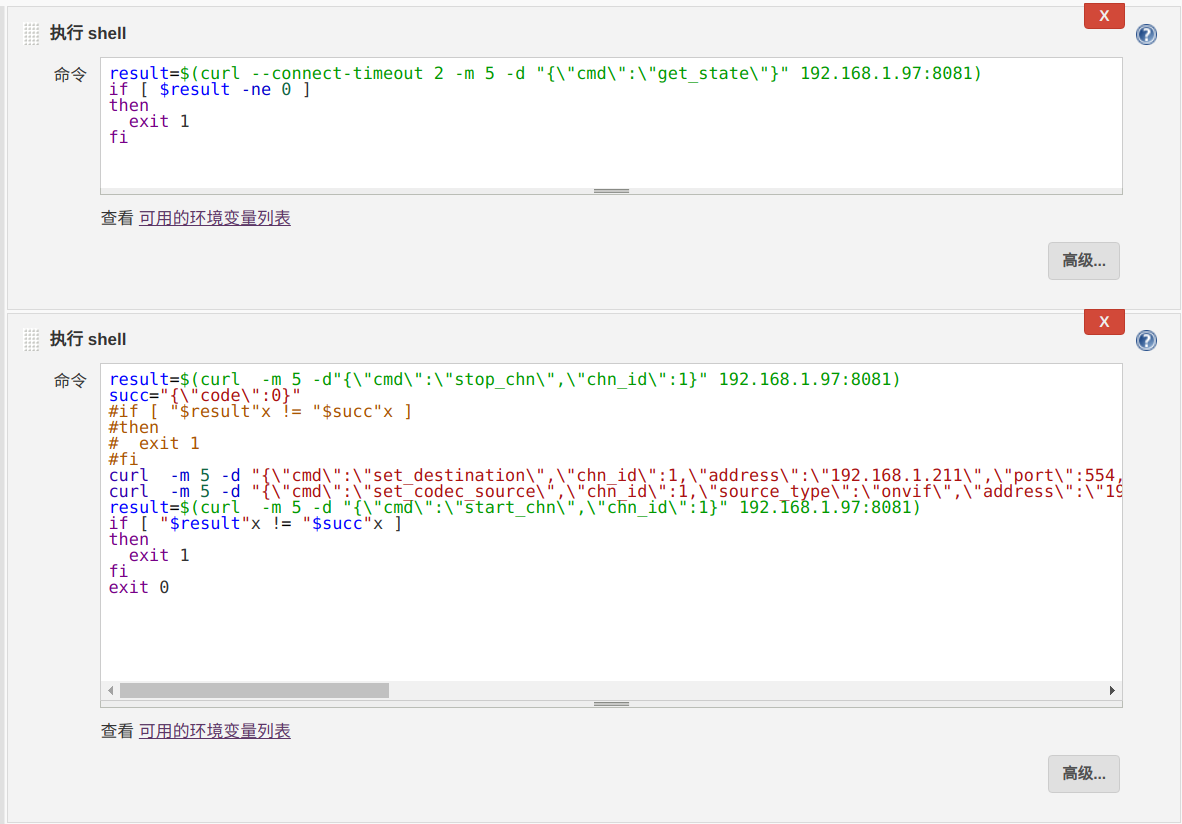 X
执行 shell
?
命令
result=$(curl --connect-timeout 2 -m 5 -d "{\"cmd\":\"get_state\"}" 192.168.1.97:8081)
if [ $result -ne 0 ]
then
  exit 1
fi
查看 可用的环境变量列表
高级...
X
执行 shell
?
命令
result=$(curl  -m 5 -d"{\"cmd\":\"stop_chn\",\"chn_id\":1}" 192.168.1.97:8081)
succ="{\"code\":0}"
#if [ "$result"x != "$succ"x ]
#then
#  exit 1
#fi
curl  -m 5 -d "{\"cmd\":\"set_destination\",\"chn_id\":1,\"address\":\"192.168.1.211\",\"port\":554,
curl  -m 5 -d "{\"cmd\":\"set_codec_source\",\"chn_id\":1,\"source_type\":\"onvif\",\"address\":\"19
result=$(curl  -m 5 -d "{\"cmd\":\"start_chn\",\"chn_id\":1}" 192.168.1.97:8081)
if [ "$result"x != "$succ"x ]
then
  exit 1
fi
exit 0
查看 可用的环境变量列表
高级...